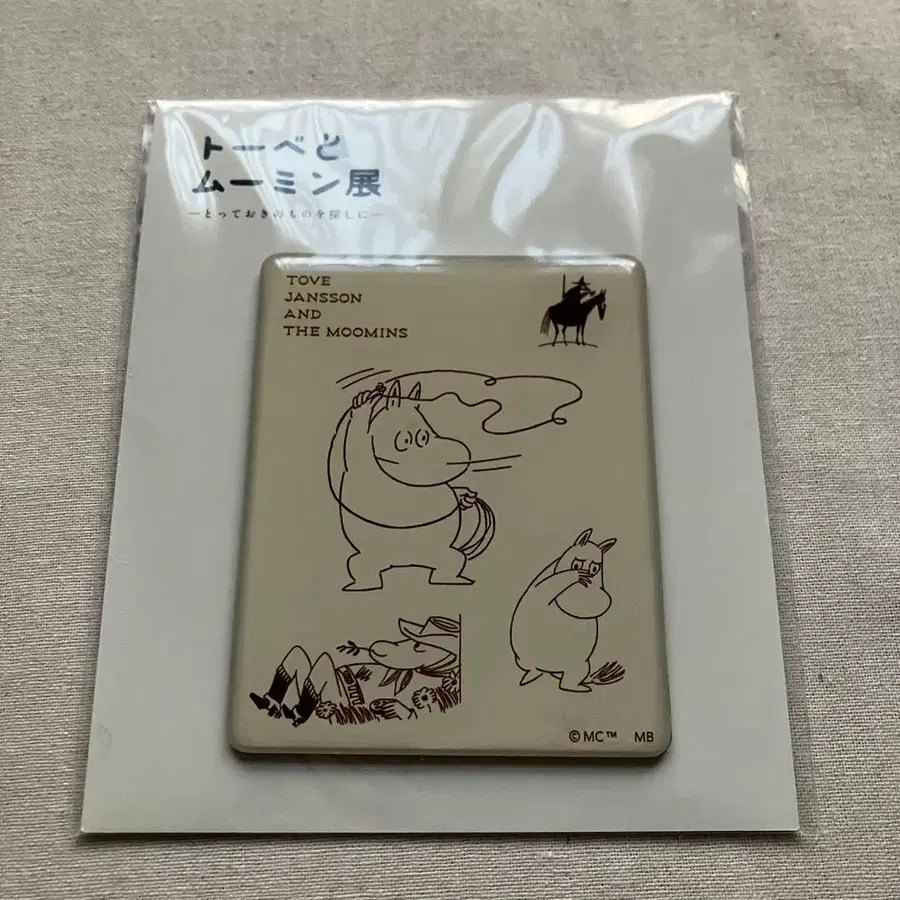 トーベと
ムーミン展
―とっておきのものを探しに―
TOVE
JANSSON
AND
THE MOOMINS
©MC™ MB